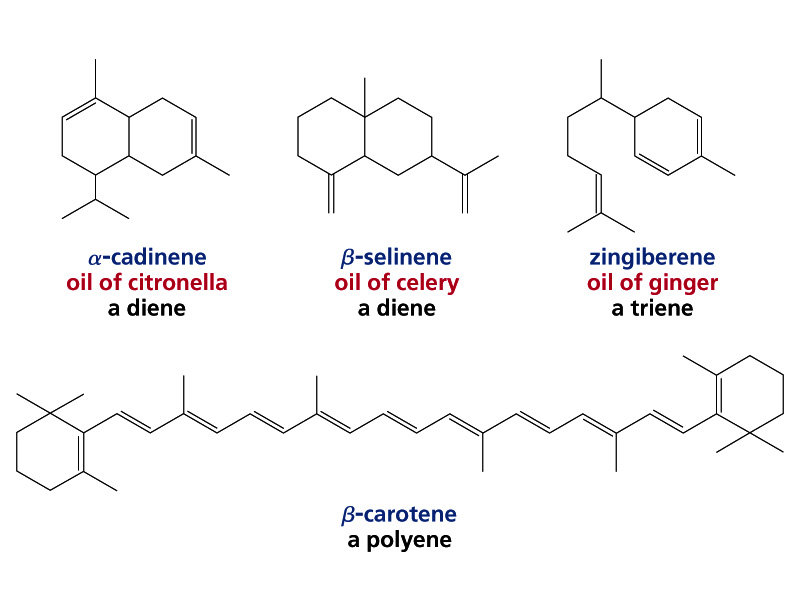 α-cadinene
oil of citronella
a diene
β-selinene
oil of celery
a diene
zingiberene
oil of ginger
a triene
β-carotene
a polyene